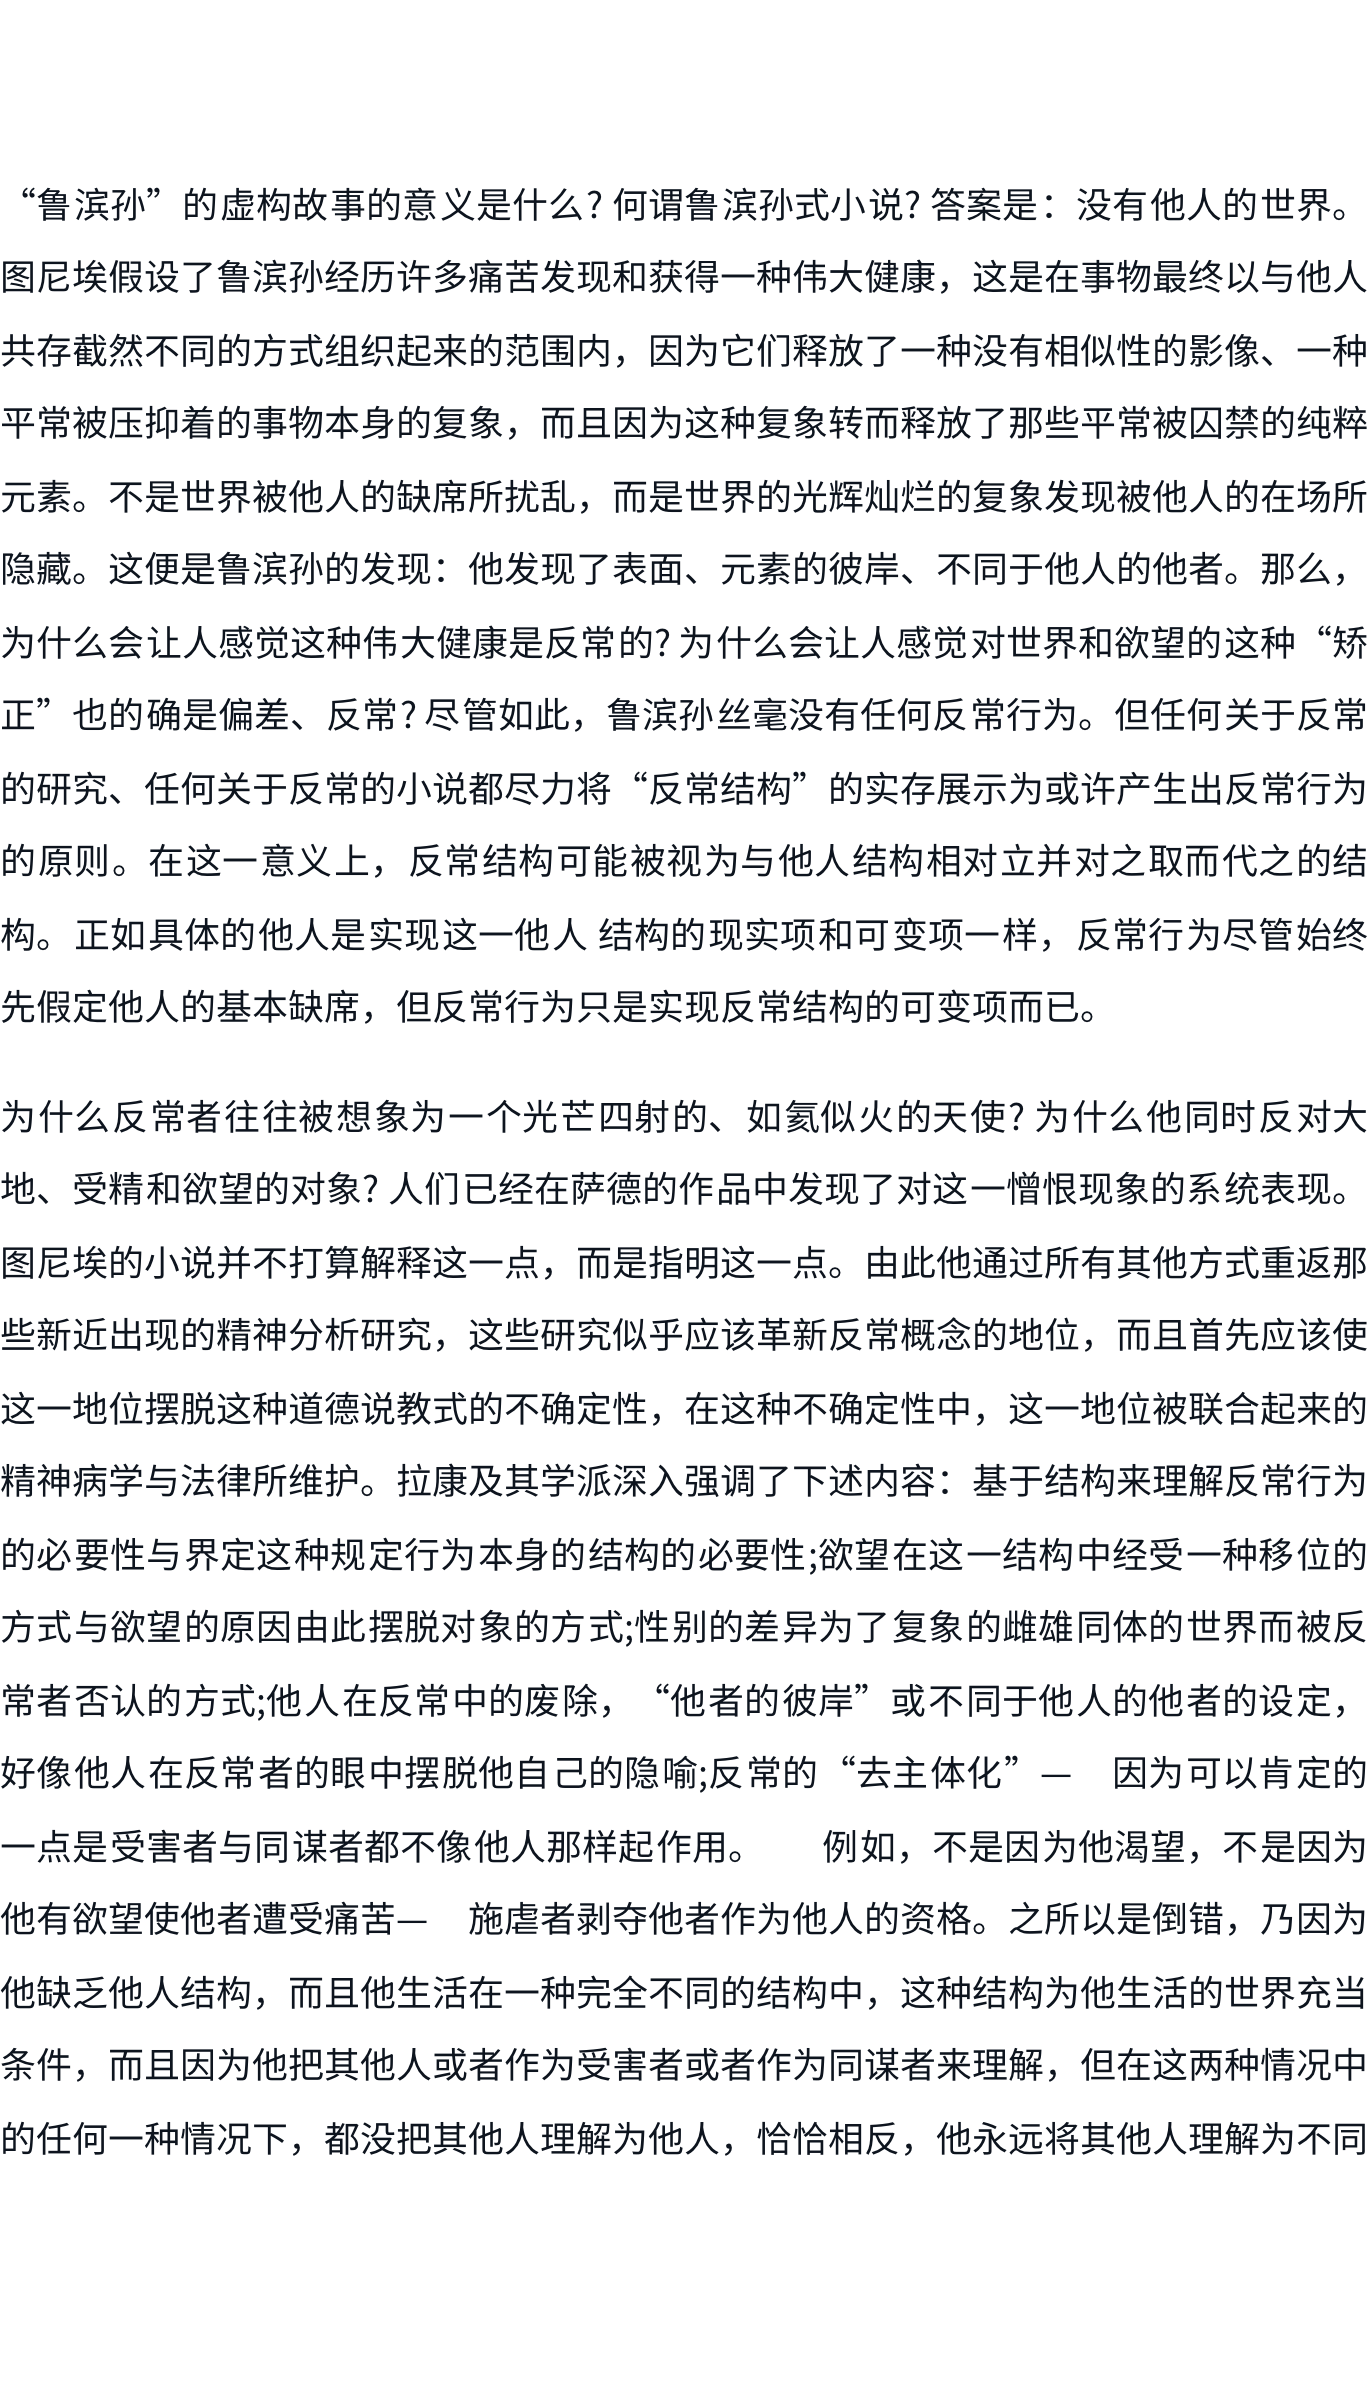 “鲁滨孙”的虚构故事的意义是什么？何谓鲁滨孙式小说？答案是：没有他人的世界。
图尼埃假设了鲁滨孙经历许多痛苦发现和获得一种伟大健康，这是在事物最终以与他人
共存截然不同的方式组织起来的范围内，因为它们释放了一种没有相似性的影像、一种
平常被压抑着的事物本身的复象，而且因为这种复象转而释放了那些平常被囚禁的纯粹
元素。不是世界被他人的缺席所扰乱，而是世界的光辉灿烂的复象发现被他人的在场所
隐藏。这便是鲁滨孙的发现：他发现了表面、元素的彼岸、不同于他人的他者。那么，
为什么会让人感觉这种伟大健康是反常的？为什么会让人感觉对世界和欲望的这种“矫
正”也的确是偏差、反常？尽管如此，鲁滨孙丝毫没有任何反常行为。但任何关于反常
的研究、任何关于反常的小说都尽力将“反常结构”的实存展示为或许产生出反常行为
的原则。在这一意义上，反常结构可能被视为与他人结构相对立并对之取而代之的结
构。正如具体的他人是实现这一他人 结构的现实项和可变项一样，反常行为尽管始终
先假定他人的基本缺席，但反常行为只是实现反常结构的可变项而已。
为什么反常者往往被想象为一个光芒四射的、如氦似火的天使？为什么他同时反对大
地、受精和欲望的对象？人们已经在萨德的作品中发现了对这一憎恨现象的系统表现。
图尼埃的小说并不打算解释这一点，而是指明这一点。由此他通过所有其他方式重返那
些新近出现的精神分析研究，这些研究似乎应该革新反常概念的地位，而且首先应该使
这一地位摆脱这种道德说教式的不确定性，在这种不确定性中，这一地位被联合起来的
精神病学与法律所维护。拉康及其学派深入强调了下述内容：基于结构来理解反常行为
的必要性与界定这种规定行为本身的结构的必要性;欲望在这一结构中经受一种移位的
方式与欲望的原因由此摆脱对象的方式;性别的差异为了复象的雌雄同体的世界而被反
常者否认的方式;他人在反常中的废除，“他者的彼岸”或不同于他人的他者的设定，
好像他人在反常者的眼中摆脱他自己的隐喻;反常的“去主体化”—　因为可以肯定的
一点是受害者与同谋者都不像他人那样起作用。　例如，不是因为他渴望，不是因为
他有欲望使他者遭受痛苦—　施虐者剥夺他者作为他人的资格。之所以是倒错，乃因为
他缺乏他人结构，而且他生活在一种完全不同的结构中，这种结构为他生活的世界充当
条件，而且因为他把其他人或者作为受害者或者作为同谋者来理解，但在这两种情况中
的任何一种情况下，都没把其他人理解为他人，恰恰相反，他永远将其他人理解为不同